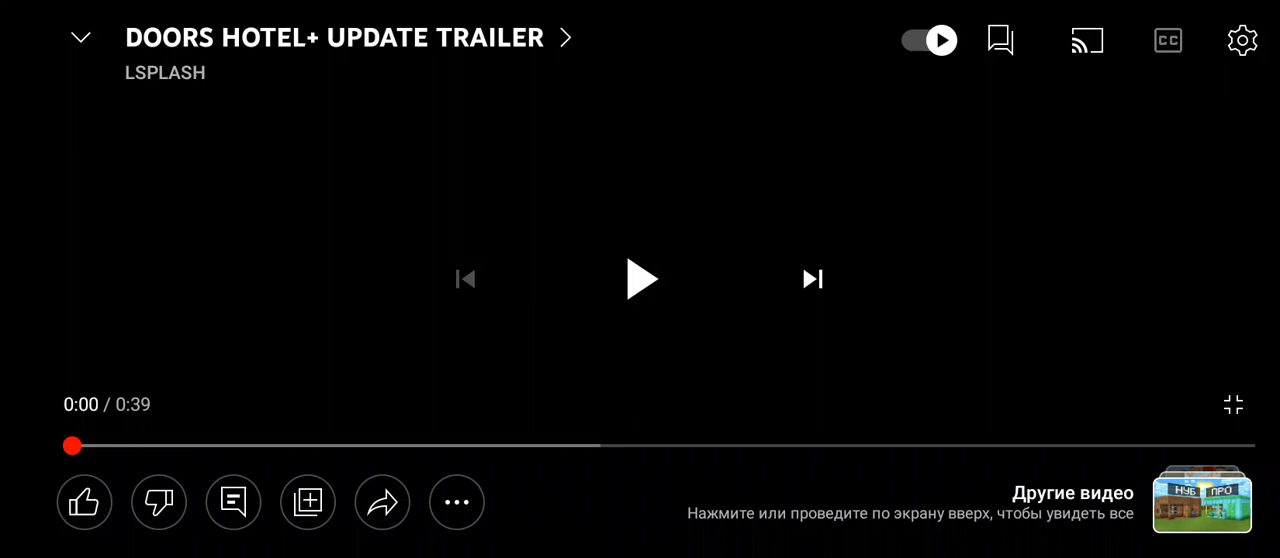 DOORS HOTEL+ UPDATE TRAILER
LSPLASH
CC
0:00 / 0:39
Другие видео
Нажмите или проведите по экрану вверх, чтобы увидеть все
НУБ ПРО